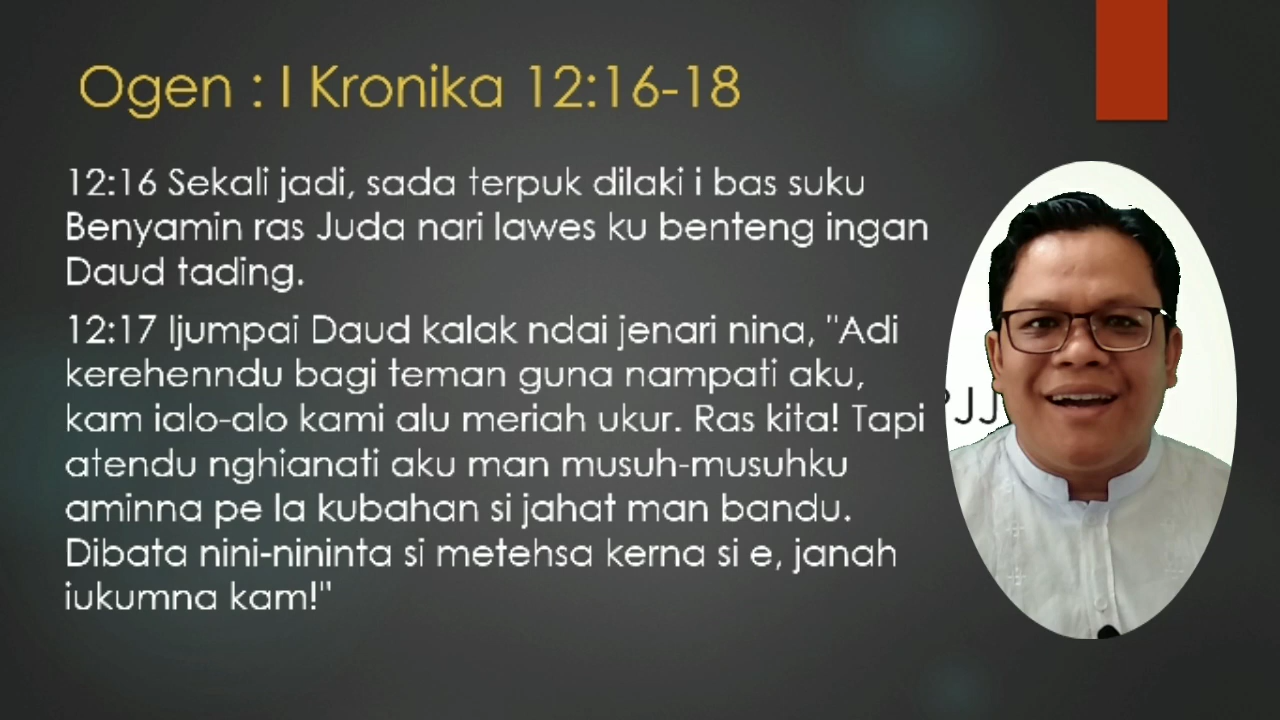 Ogen : I Kronika 12:16-18
12:16 Sekali jadi, sada terpuk dilaki i bas suku
Benyamin ras Juda nari lawes ku benteng ingan
Daud tading.
12:17 Ijumpai Daud kalak ndai jenari nina, "Adi
kerehenndu bagi teman guna nampati aku,
kam ialo-alo kami alu meriah ukur. Ras kita! Tapi
atendu nghianati aku man musuh-musuhku
aminna pe la kubahan si jahat man bandu.
Dibata nini-nininta si metehsa kerna si e, janah
iukumna kam!"